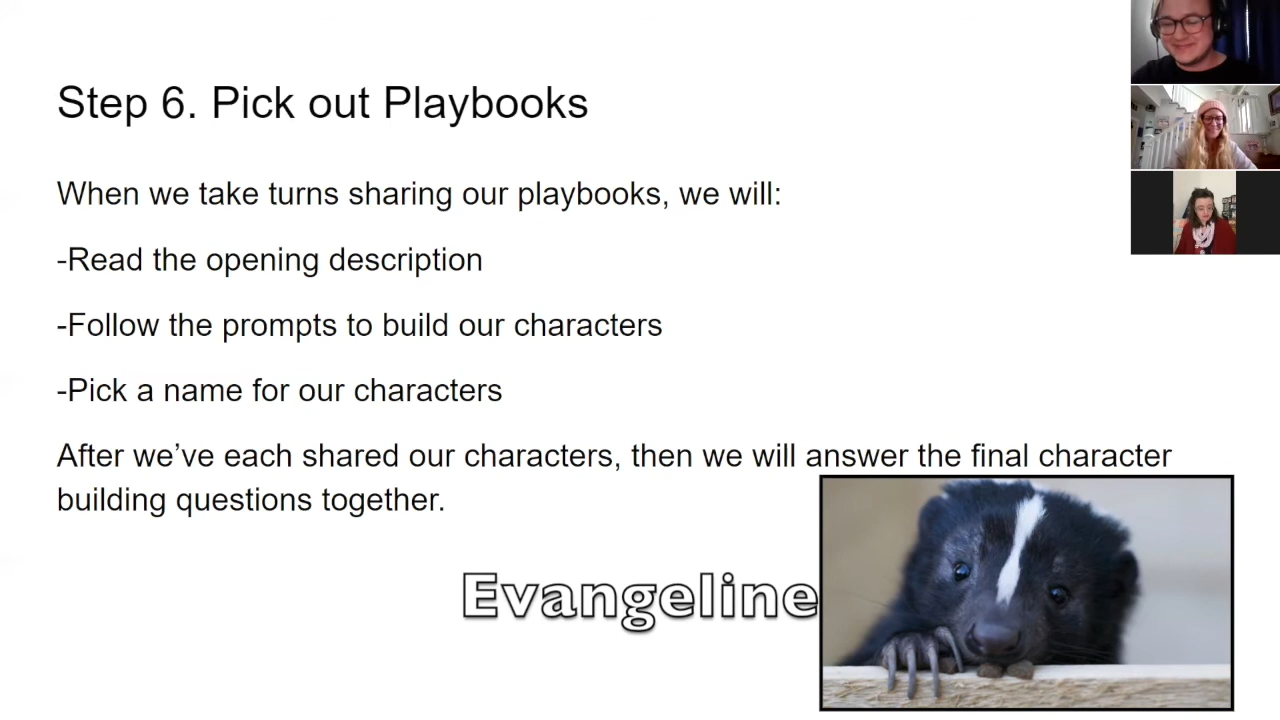 Step 6. Pick out Playbooks
When we take turns sharing our playbooks, we will:
-Read the opening description
-Follow the prompts to build our characters
-Pick a name for our characters
After we’ve each shared our characters, then we will answer the final character
building questions together.
Evangeline